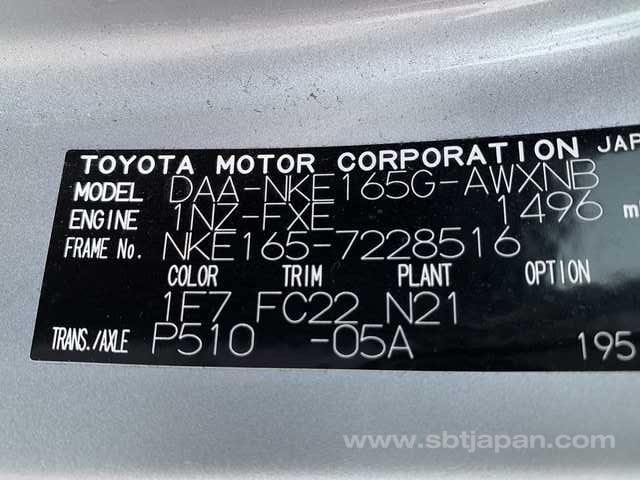 TOYOTA MOTOR CORPORATION JAP
MODEL DAA-NKE165G-AWXNB
ENGINE 1NZ-FXE 1496 m
FRAME No. NKE165-7228516
COLOR TRIM PLANT OPTION
1F7 FC22 N21
TRANS./AXLE P510 -05A 195
www.sbtjapan.com